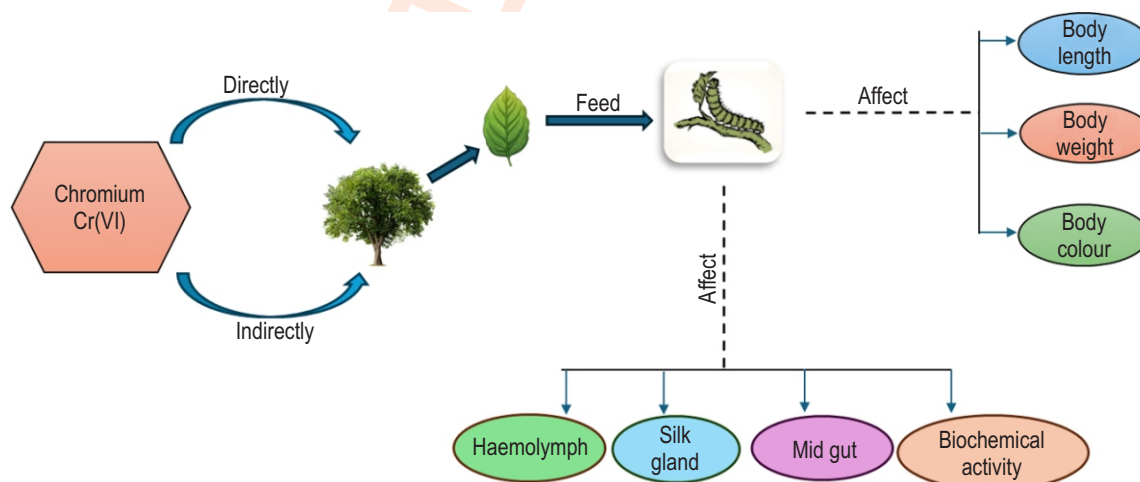 Directly
Chromium
Cr(VI)
Indirectly
Feed
Affect
Body
length
Body
weight
Body
colour
Affect
Haemolymph
Silk
gland
Mid gut
Biochemical
activity